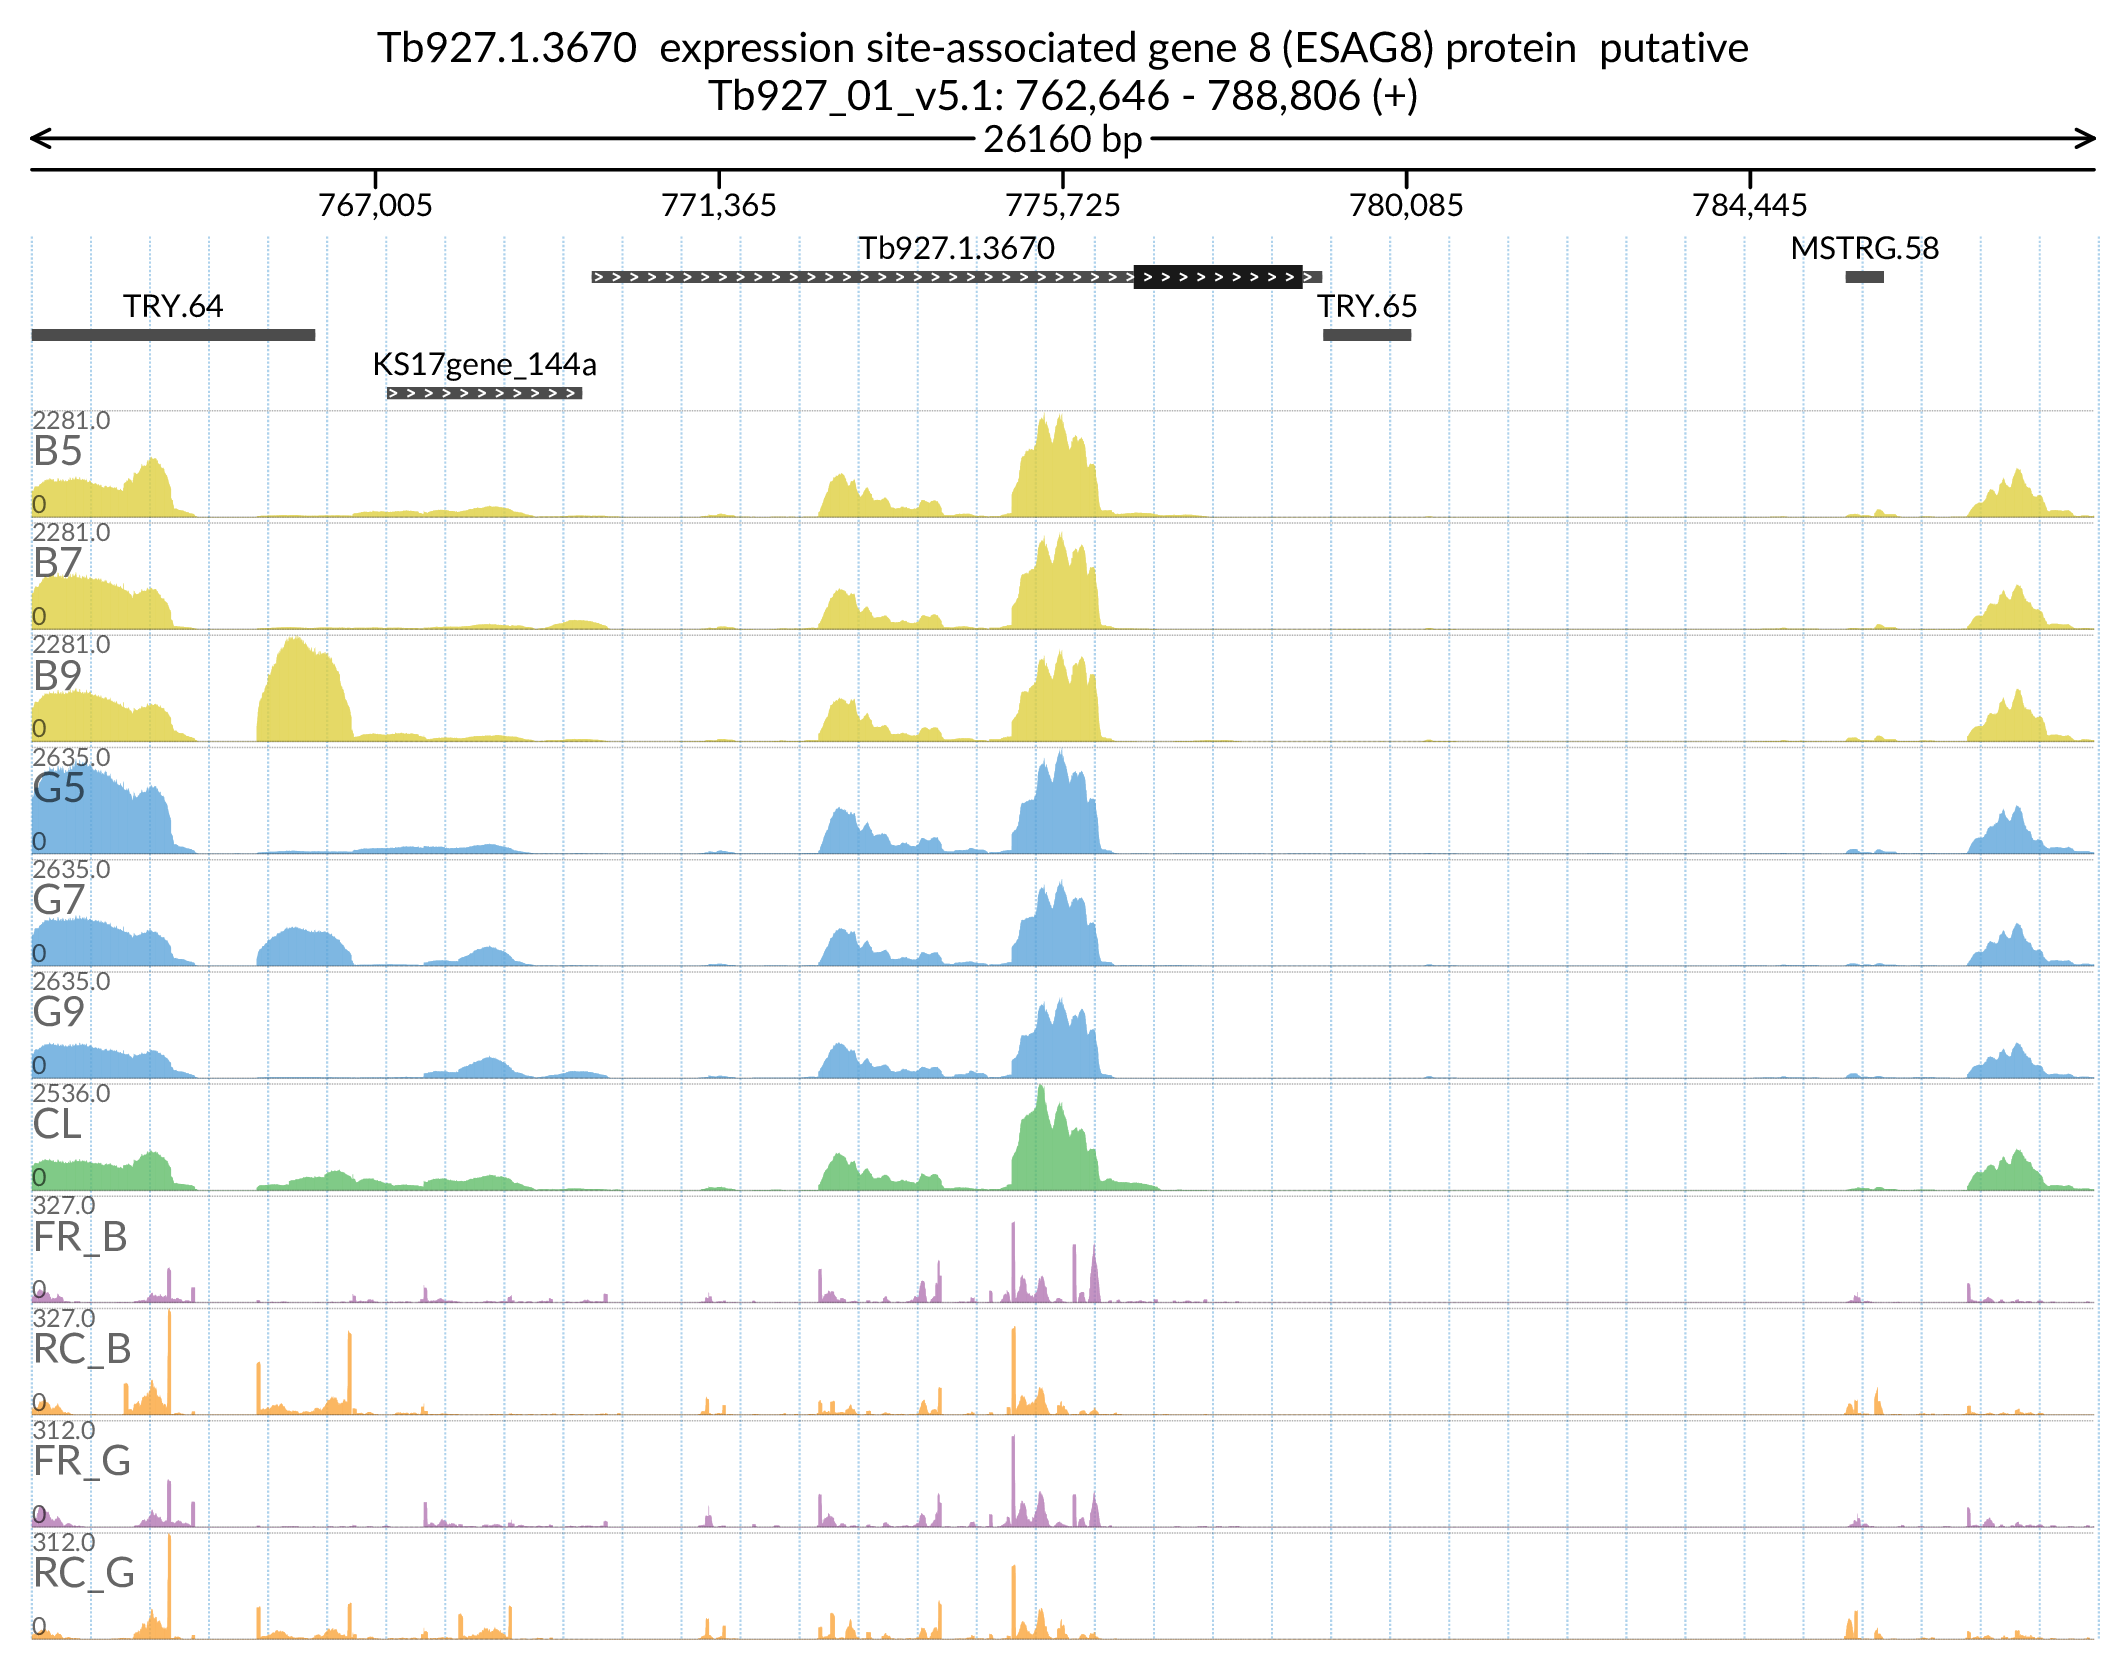 Tb927.1.3670  expression site-associated gene 8 (ESAG8) protein  putative
Tb927_01_v5.1: 762,646 - 788,806 (+)
26160 bp
767,005 771,365 775,725 780,085 784,445
Tb927.1.3670 MSTRG.58
TRY.64 TRY.65
KS17gene_144a
2281.0
B5
0
2281.0
B7
0
2281.0
B9
0
2635.0
G5
0
2635.0
G7
0
2635.0
G9
0
2536.0
CL
0
327.0
FR_B
0
327.0
RC_B
0
312.0
FR_G
0
312.0
RC_G
0